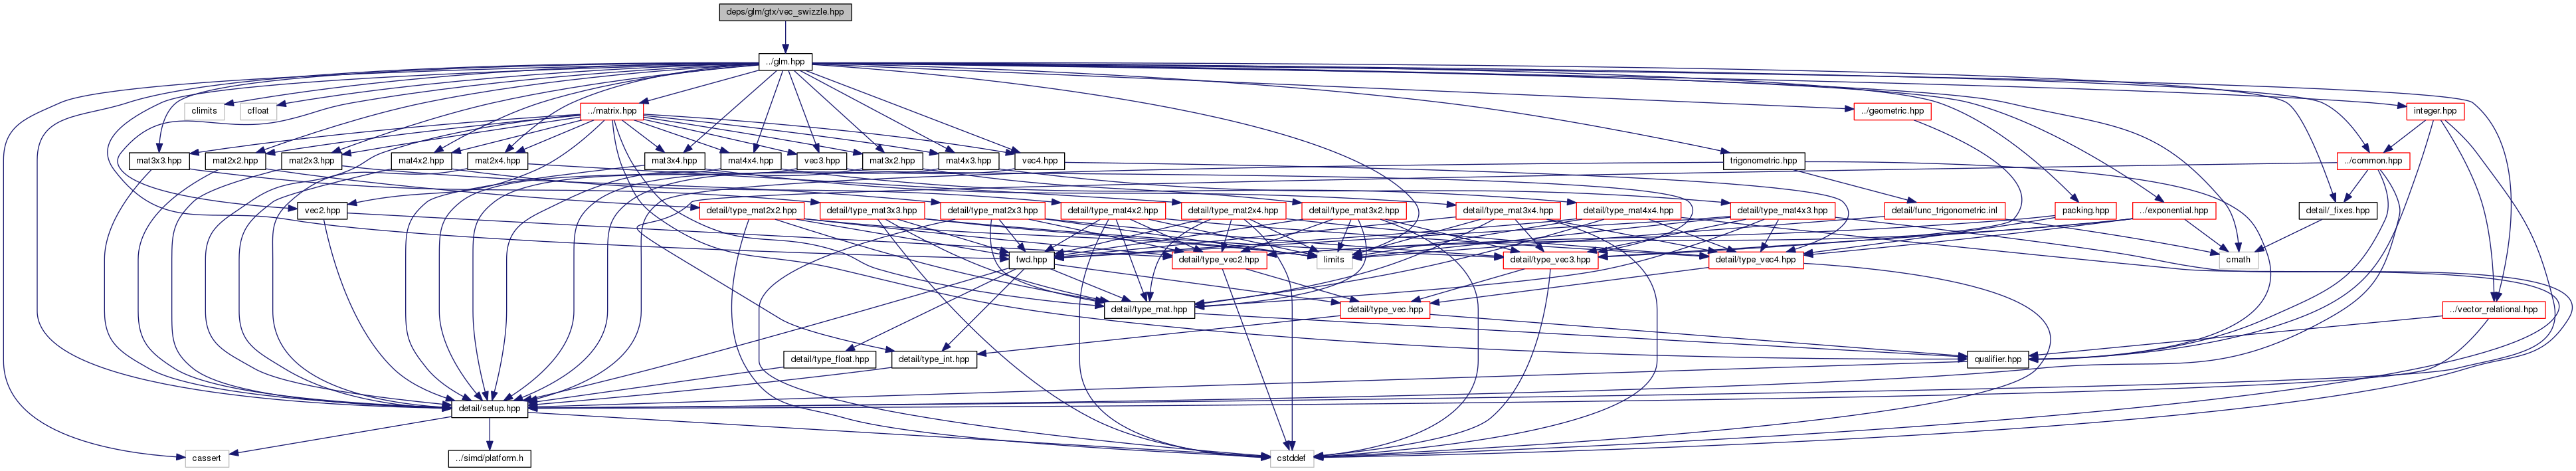 deps/glm/gtx/vec_swizzle.hpp
../glm.hpp
climits
cfloat
../matrix.hpp
../geometric.hpp
integer.hpp
mat3x3.hpp
mat2x2.hpp
mat2x3.hpp
mat4x2.hpp
mat2x4.hpp
mat3x4.hpp
mat4x4.hpp
vec3.hpp
mat3x2.hpp
mat4x3.hpp
vec4.hpp
trigonometric.hpp
../common.hpp
vec2.hpp
detail/type_mat2x2.hpp
detail/type_mat3x3.hpp
detail/type_mat2x3.hpp
detail/type_mat4x2.hpp
detail/type_mat2x4.hpp
detail/type_mat3x2.hpp
detail/type_mat3x4.hpp
detail/type_mat4x4.hpp
detail/type_mat4x3.hpp
detail/func_trigonometric.inl
packing.hpp
../exponential.hpp
detail/_fixes.hpp
fwd.hpp
detail/type_vec2.hpp
limits
detail/type_vec3.hpp
detail/type_vec4.hpp
cmath
detail/type_mat.hpp
detail/type_vec.hpp
../vector_relational.hpp
detail/type_float.hpp
detail/type_int.hpp
qualifier.hpp
detail/setup.hpp
cassert
../simd/platform.h
cstddef